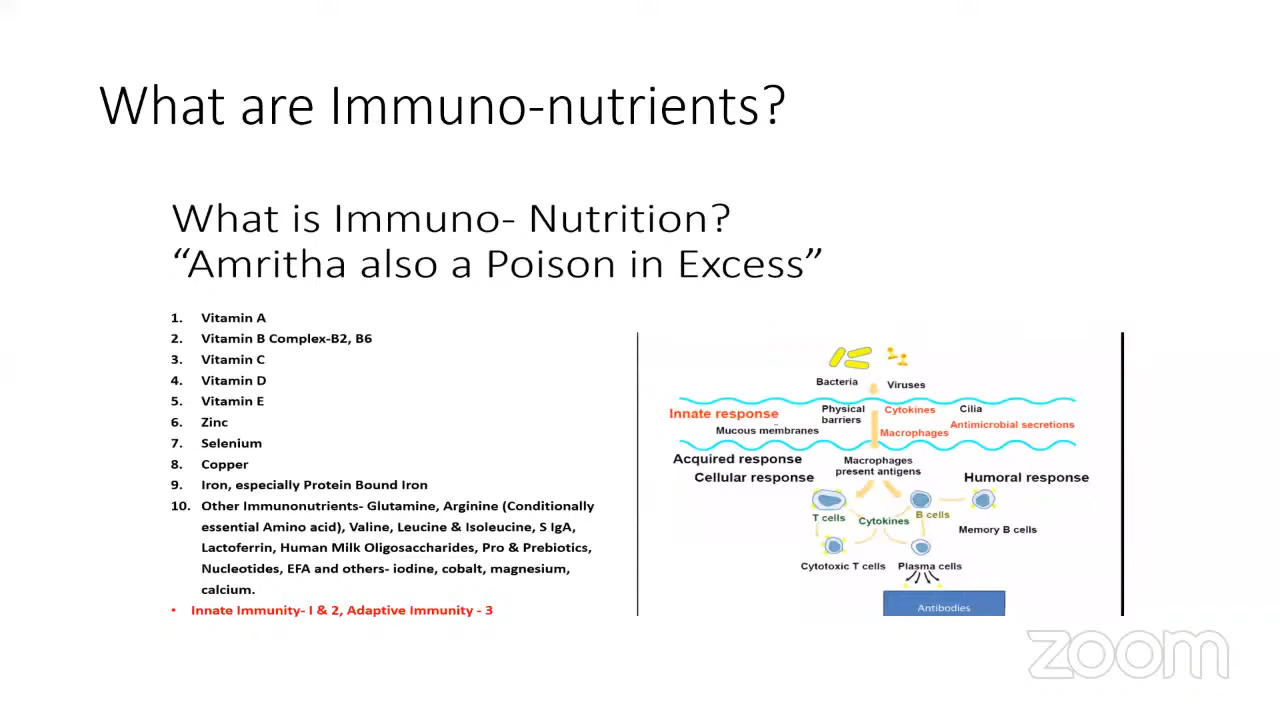 What are Immuno-nutrients?
What is Immuno- Nutrition?
“Amritha also a Poison in Excess”
1. Vitamin A
2. Vitamin B Complex-B2, B6
3. Vitamin C
4. Vitamin D
5. Vitamin E
6. Zinc
7. Selenium
8. Copper
9. Iron, especially Protein Bound Iron
10. Other Immunonutrients- Glutamine, Arginine (Conditionally
essential Amino acid), Valine, Leucine & Isoleucine, S IgA,
Lactoferrin, Human Milk Oligosaccharides, Pro & Prebiotics,
Nucleotides, EFA and others- iodine, cobalt, magnesium,
calcium.
• Innate Immunity- I & 2, Adaptive Immunity - 3
Bacteria
Viruses
Innate response
Physical
barriers
Cytokines
Cilia
Mucous membranes
Macrophages
Antimicrobial secretions
Acquired response
Macrophages
present antigens
Cellular response
Humoral response
T cells
Cytokines
B cells
Memory B cells
Cytotoxic T cells
Plasma cells
Antibodies
zoom